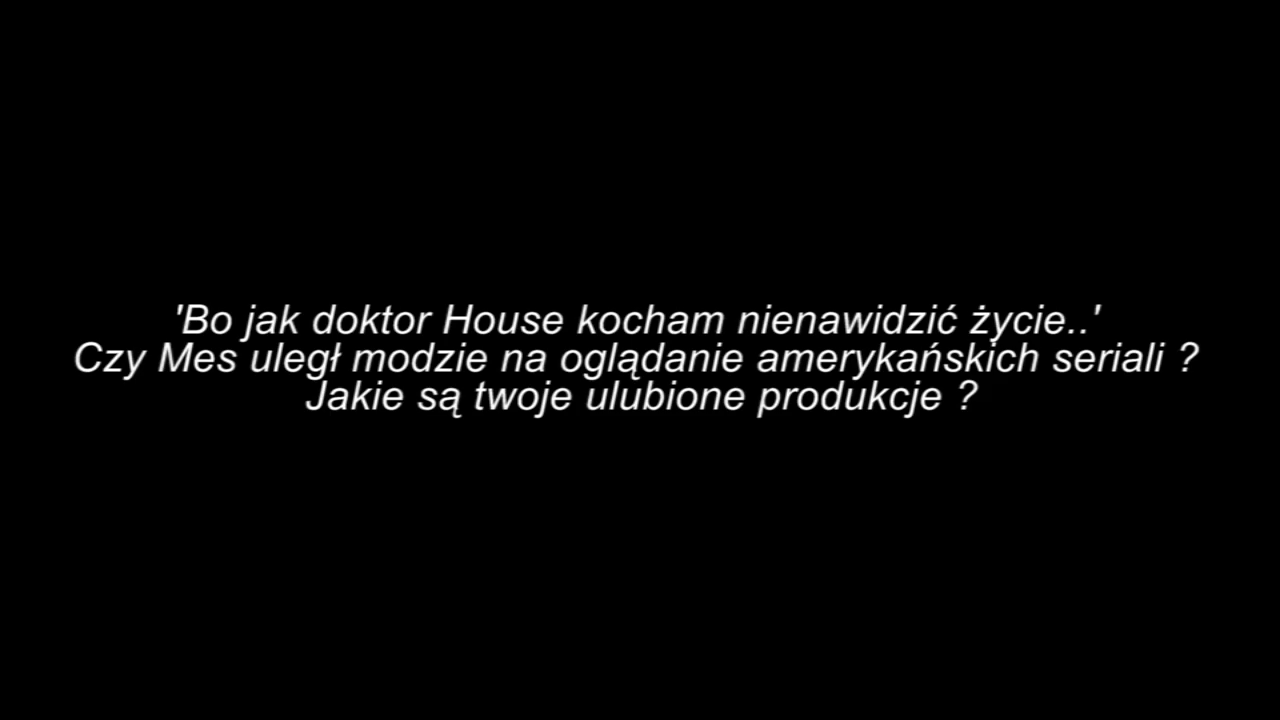 'Bo jak doktor House kocham nienawidzić życie..'
Czy Mes uległ modzie na oglądanie amerykańskich seriali ?
Jakie są twoje ulubione produkcje ?